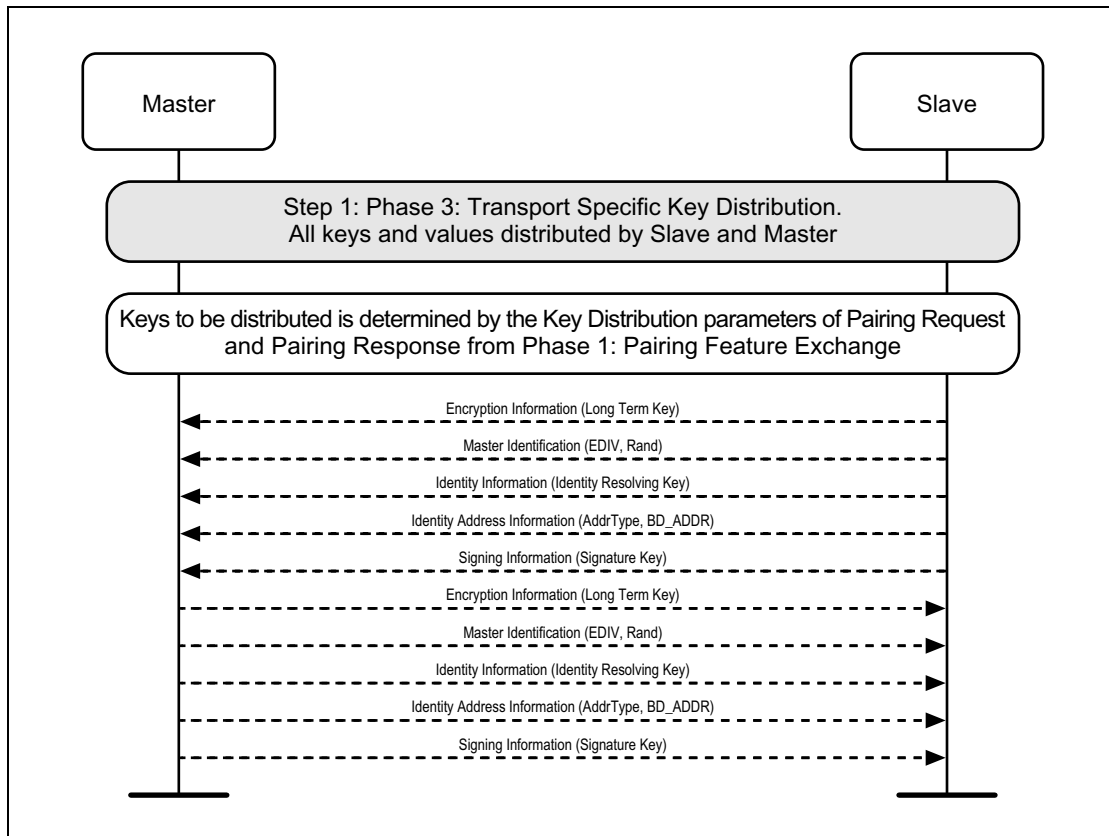 Master
Slave
Step 1: Phase 3: Transport Specific Key Distribution.
All keys and values distributed by Slave and Master
Keys to be distributed is determined by the Key Distribution parameters of Pairing Request
and Pairing Response from Phase 1: Pairing Feature Exchange
Encryption Information (Long Term Key)
Master Identification (EDIV, Rand)
Identity Information (Identity Resolving Key)
Identity Address Information (AddrType, BD_ADDR)
Signing Information (Signature Key)
Encryption Information (Long Term Key)
Master Identification (EDIV, Rand)
Identity Information (Identity Resolving Key)
Identity Address Information (AddrType, BD_ADDR)
Signing Information (Signature Key)